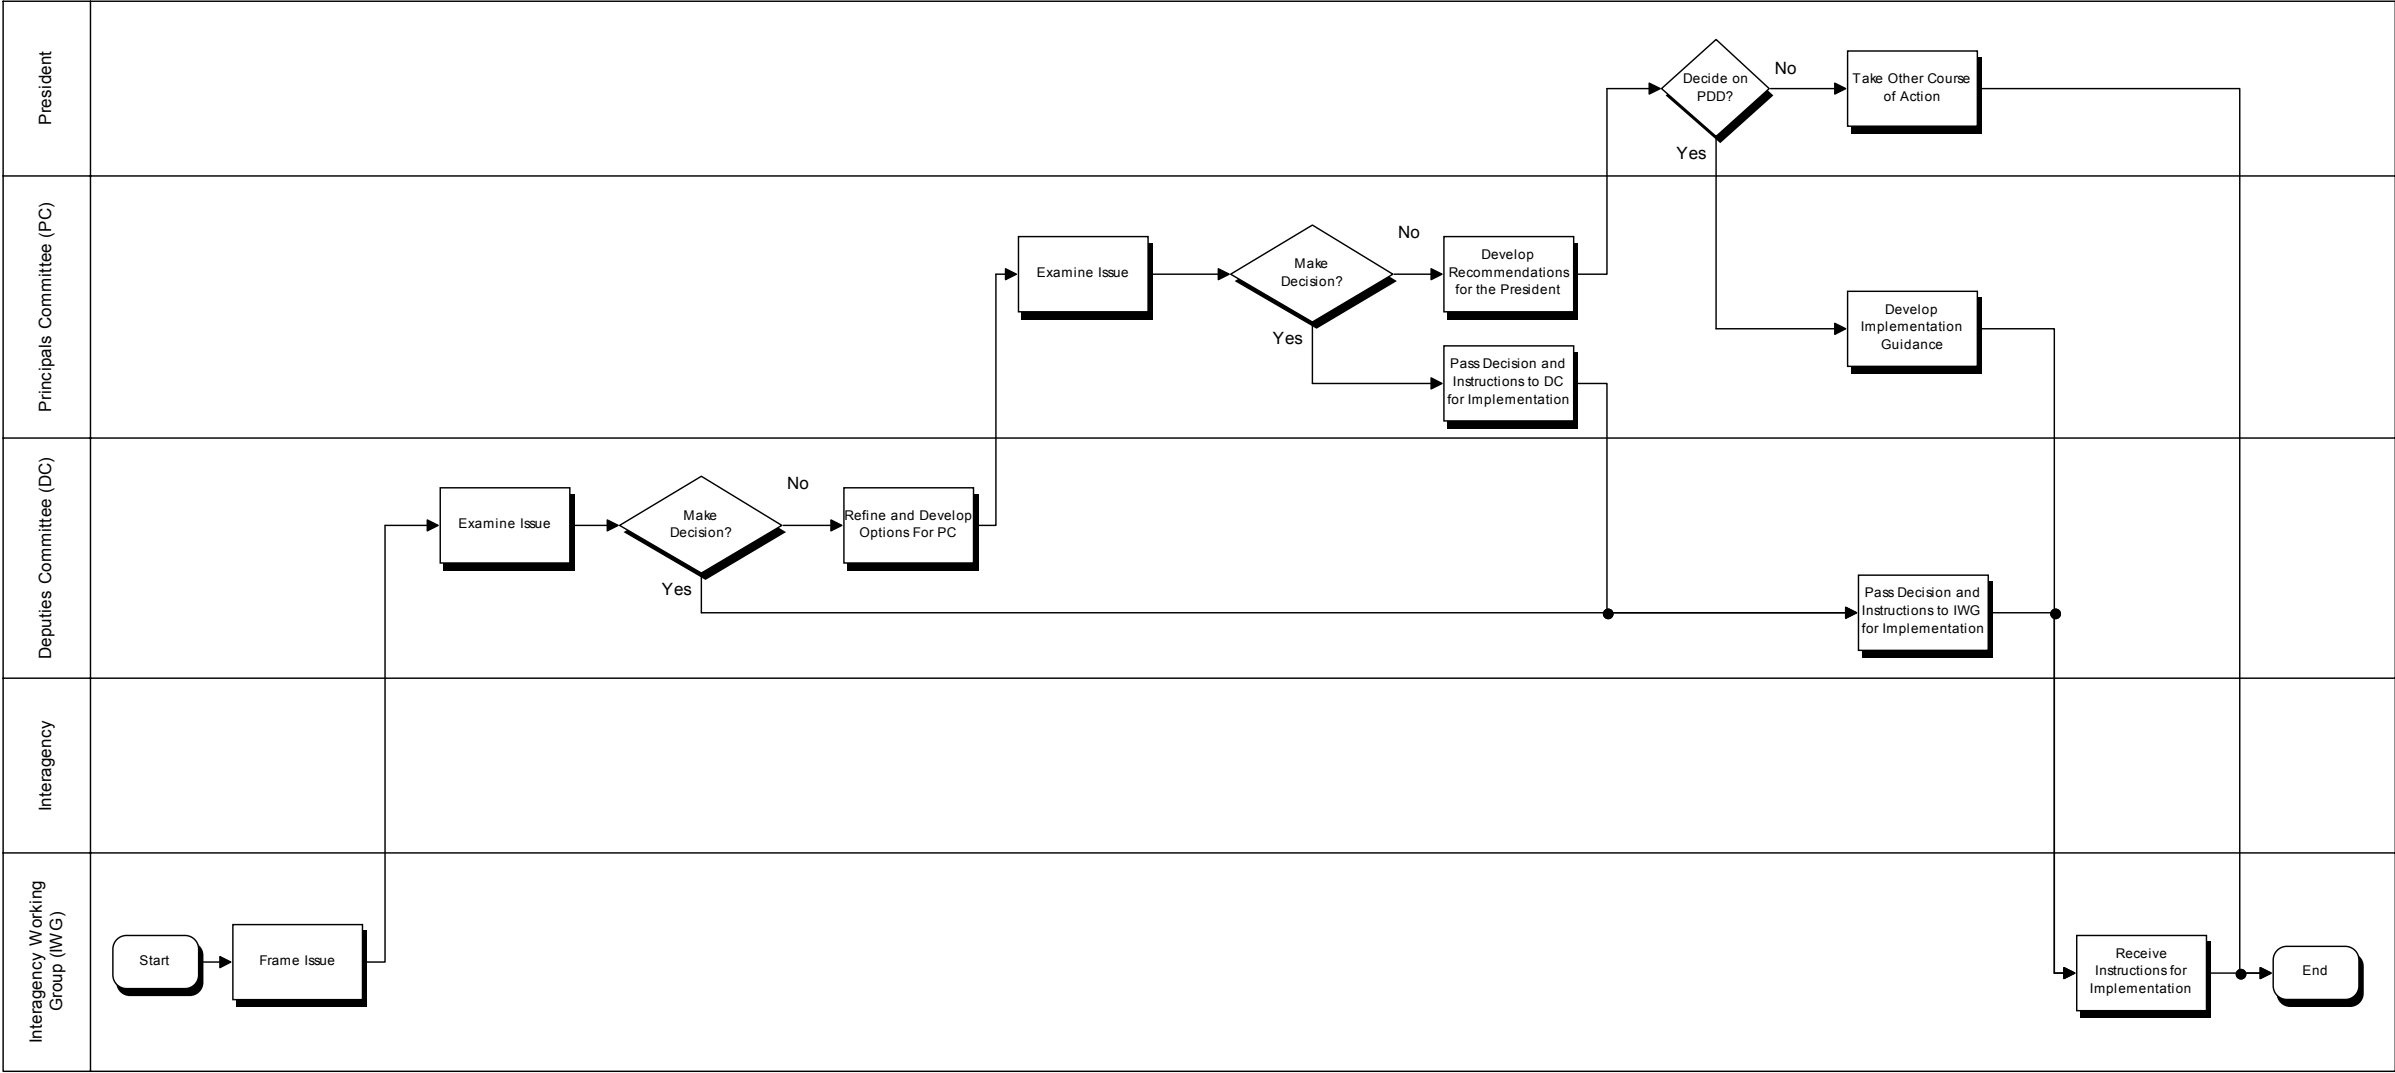 President
Decide on
PDD?
No
Yes
Take Other Course
of Action
Principals Committee (PC)
Examine Issue
Make
Decision?
No
Yes
Develop
Recommendations
for the President
Pass Decision and
Instructions to DC
for Implementation
Develop
Implementation
Guidance
Deputies Committee (DC)
Examine Issue
Make
Decision?
No
Yes
Refine and Develop
Options For PC
Pass Decision and
Instructions to IWG
for Implementation
Interagency
Interagency Working
Group (IWG)
Start
Frame Issue
Receive
Instructions for
Implementation
End